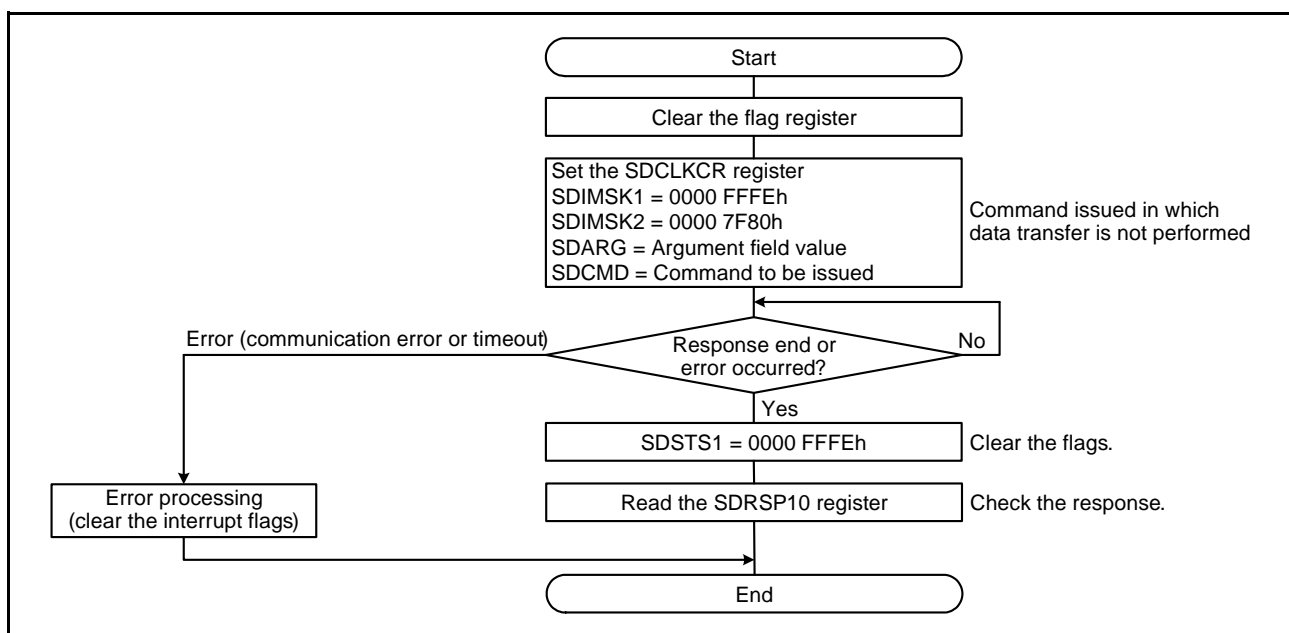 Start
Clear the flag register
Set the SDCLKCR register
SDIMSK1 = 0000 FFFEh
SDIMSK2 = 0000 7F80h
SDARG = Argument field value
SDCMD = Command to be issued
Command issued in which
data transfer is not performed
Error (communication error or timeout)
Response end or
error occurred?
No
Yes
SDSTS1 = 0000 FFFEh
Clear the flags.
Error processing
(clear the interrupt flags)
Read the SDRSP10 register
Check the response.
End